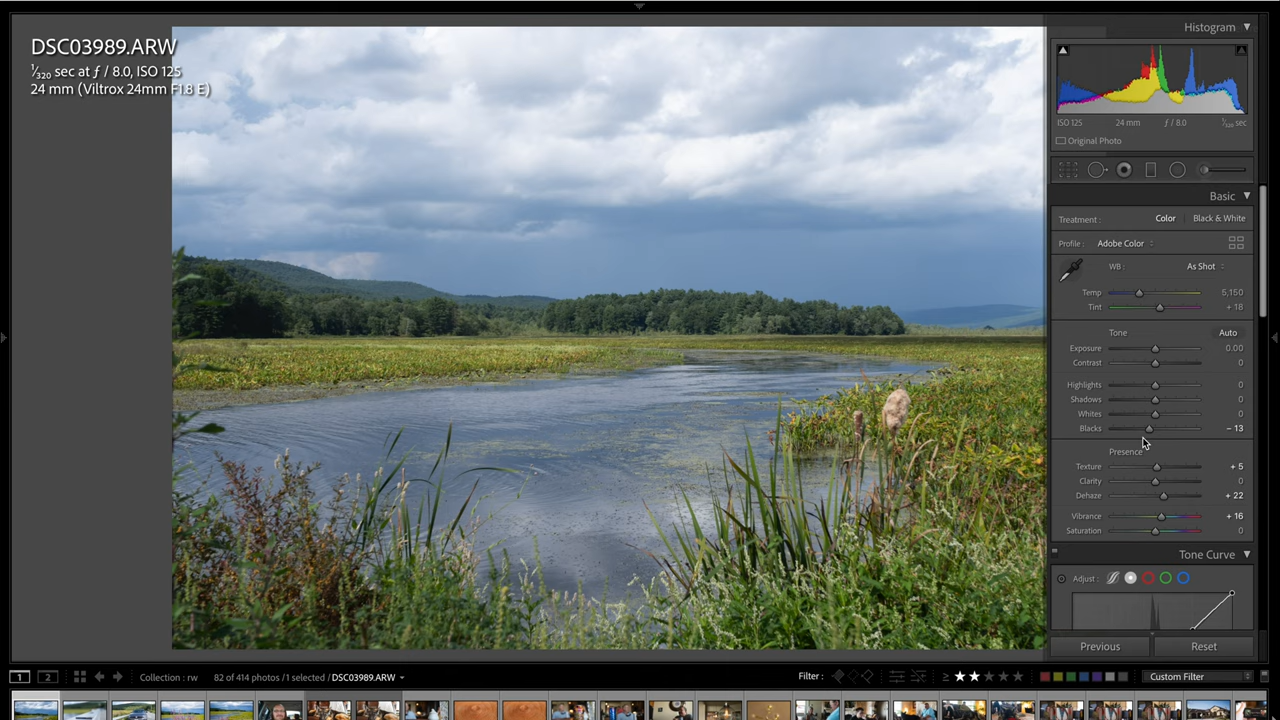 DSC03989.ARW
1/320 sec at ƒ / 8.0, ISO 125
24 mm (Viltrox 24mm F1.8 E)
Histogram
ISO 125 24 mm ƒ / 8.0 1/320 sec
Original Photo
Basic
Treatment : Color Black & White
Profile : Adobe Color
WB : As Shot
Temp 5,150
Tint + 18
Tone Auto
Exposure 0.00
Contrast 0
Highlights 0
Shadows 0
Whites 0
Blacks – 13
Presence
Texture + 5
Clarity 0
Dehaze + 22
Vibrance + 16
Saturation 0
Tone Curve
Adjust :
Previous Reset
1 2 Collection : rw 82 of 414 photos / 1 selected / DSC03989.ARW Filter : ≥ ★★★★★ Custom Filter